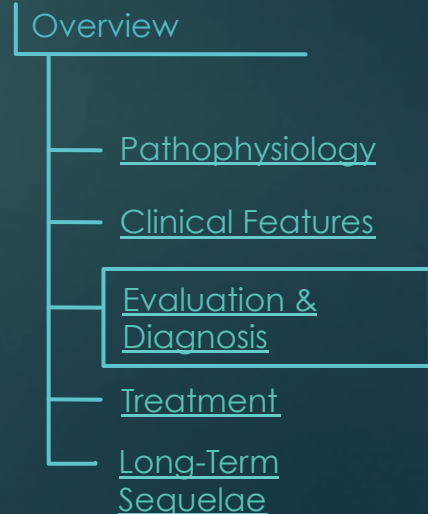 Overview
Pathophysiology
Clinical Features
Evaluation &
Diagnosis
Treatment
Long-Term
Sequelae